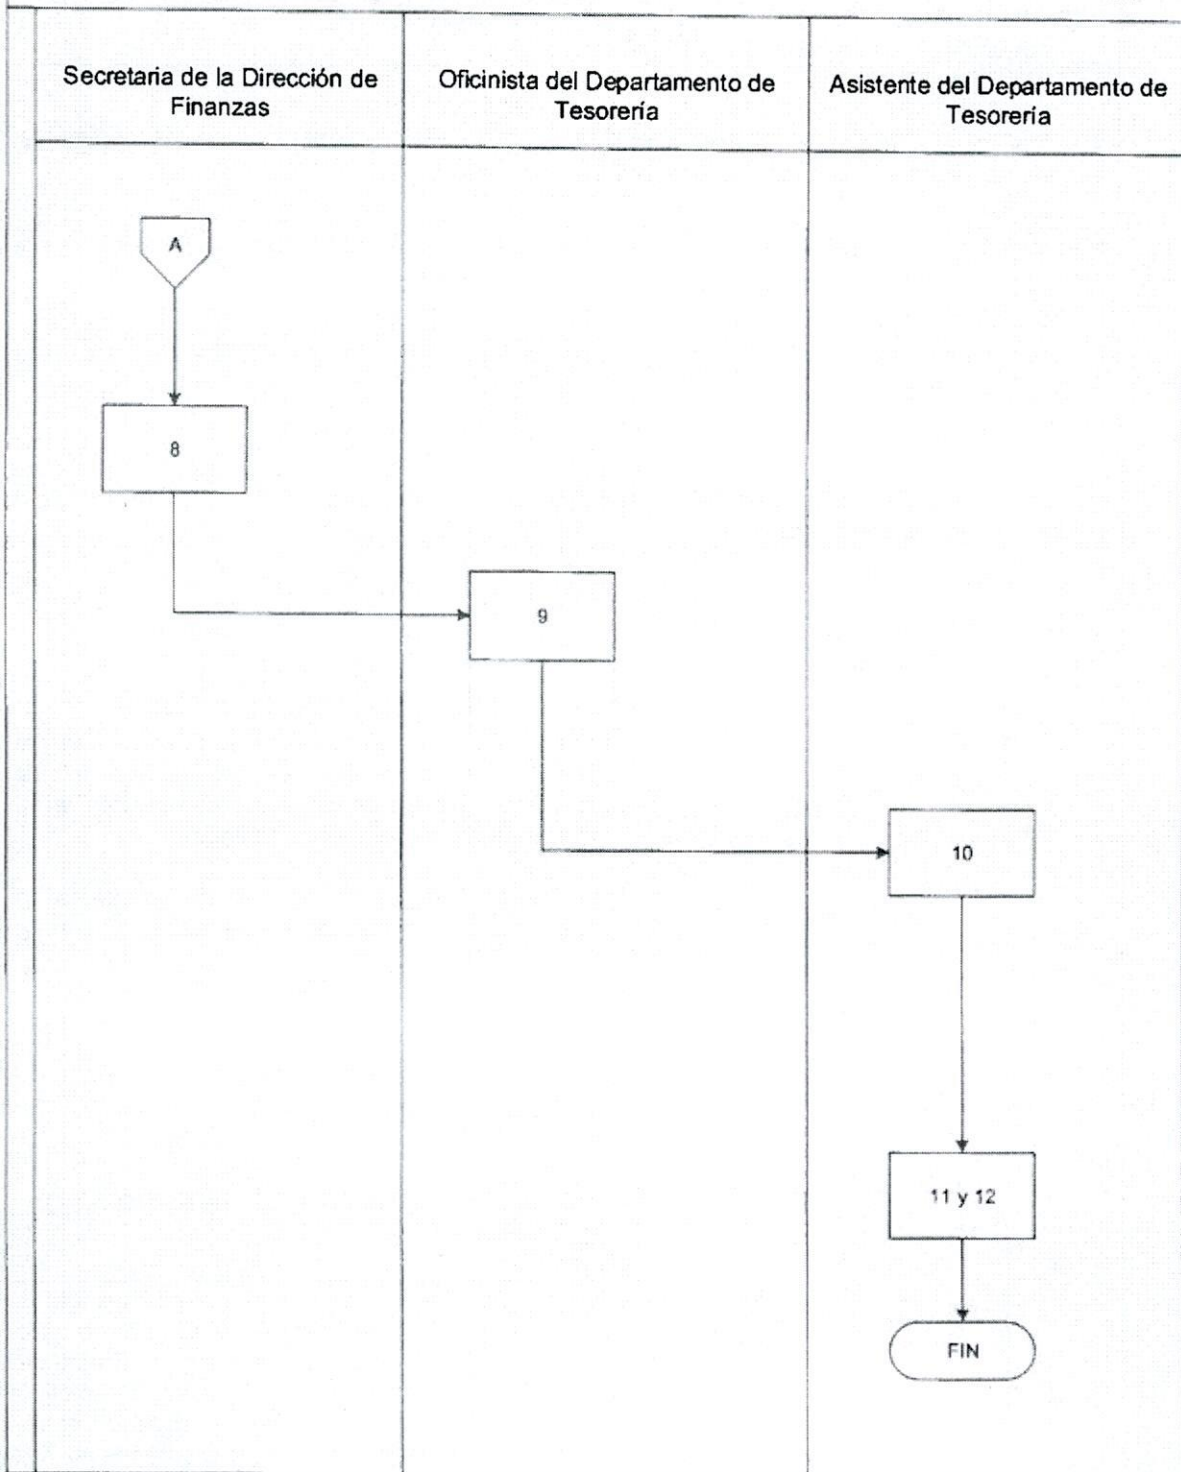 Secretaria de la Dirección de
Finanzas
Oficinista del Departamento de
Tesorería
Asistente del Departamento de
Tesorería
A
8
9
10
11 y 12
FIN